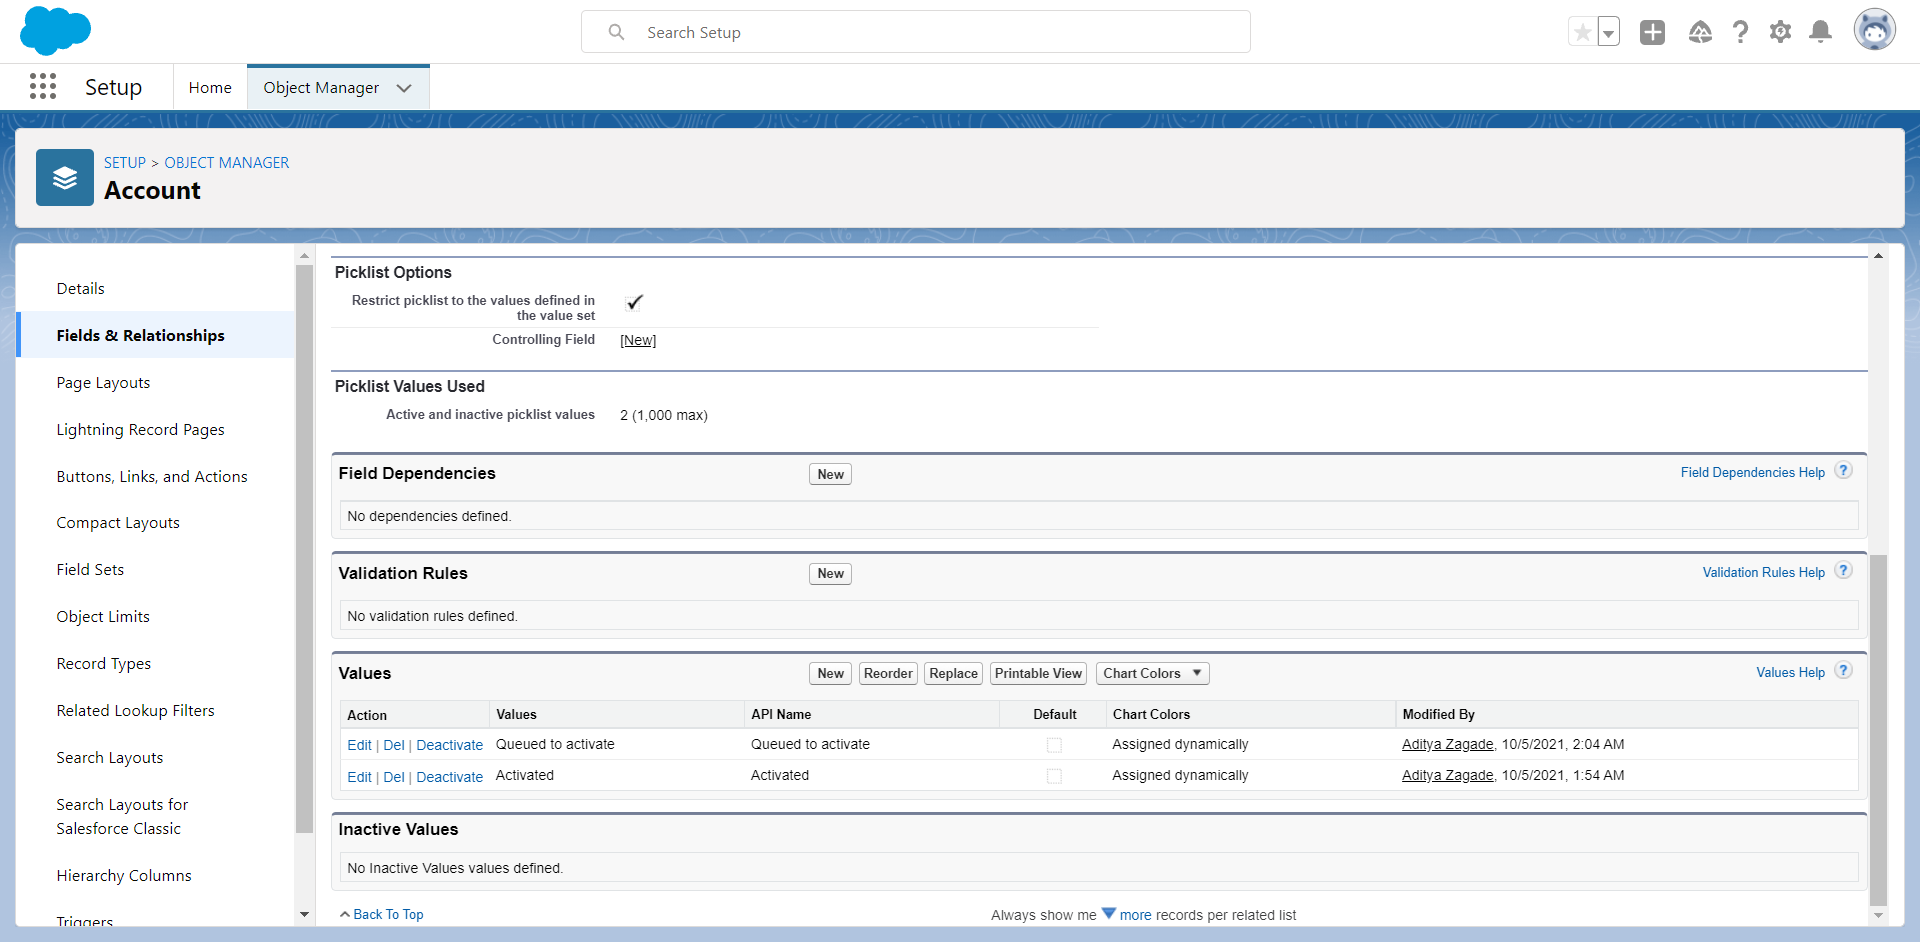 Search Setup
Setup
Home
Object Manager
SETUP > OBJECT MANAGER
Account
Details
Fields & Relationships
Page Layouts
Lightning Record Pages
Buttons, Links, and Actions
Compact Layouts
Field Sets
Object Limits
Record Types
Related Lookup Filters
Search Layouts
Search Layouts for
Salesforce Classic
Hierarchy Columns
Triggers
Picklist Options
Restrict picklist to the values defined in
the value set
Controlling Field [New]
Picklist Values Used
Active and inactive picklist values 2 (1,000 max)
Field Dependencies New Field Dependencies Help ?
No dependencies defined.
Validation Rules New Validation Rules Help ?
No validation rules defined.
Values New Reorder Replace Printable View Chart Colors Values Help ?
Action Values API Name Default Chart Colors Modified By
Edit | Del | Deactivate Queued to activate Queued to activate Assigned dynamically Aditya Zagade, 10/5/2021, 2:04 AM
Edit | Del | Deactivate Activated Activated Assigned dynamically Aditya Zagade, 10/5/2021, 1:54 AM
Inactive Values
No Inactive Values values defined.
Back To Top Always show me more records per related list